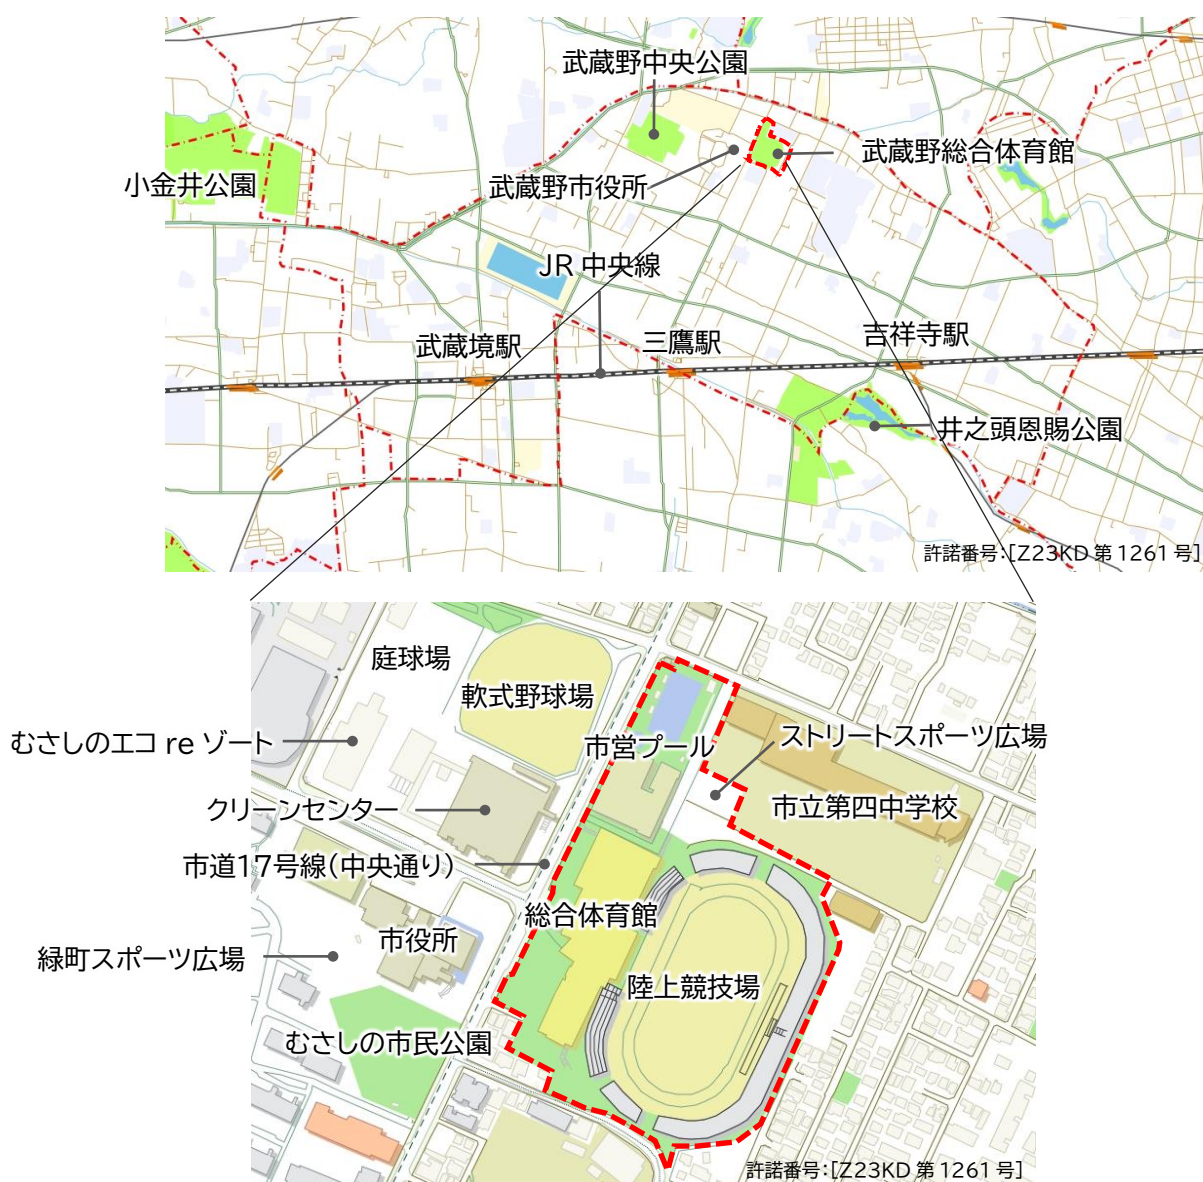 武蔵野中央公園
武蔵野総合体育館
小金井公園
武蔵野市役所
JR 中央線
武蔵境駅
三鷹駅
吉祥寺駅
井之頭恩賜公園
許諾番号:[Z23KD 第 1261 号]
庭球場
軟式野球場
むさしのエコ re ゾート
市営プール
ストリートスポーツ広場
クリーンセンター
市立第四中学校
市道17号線(中央通り)
総合体育館
市役所
緑町スポーツ広場
陸上競技場
むさしの市民公園
許諾番号:[Z23KD 第 1261 号]